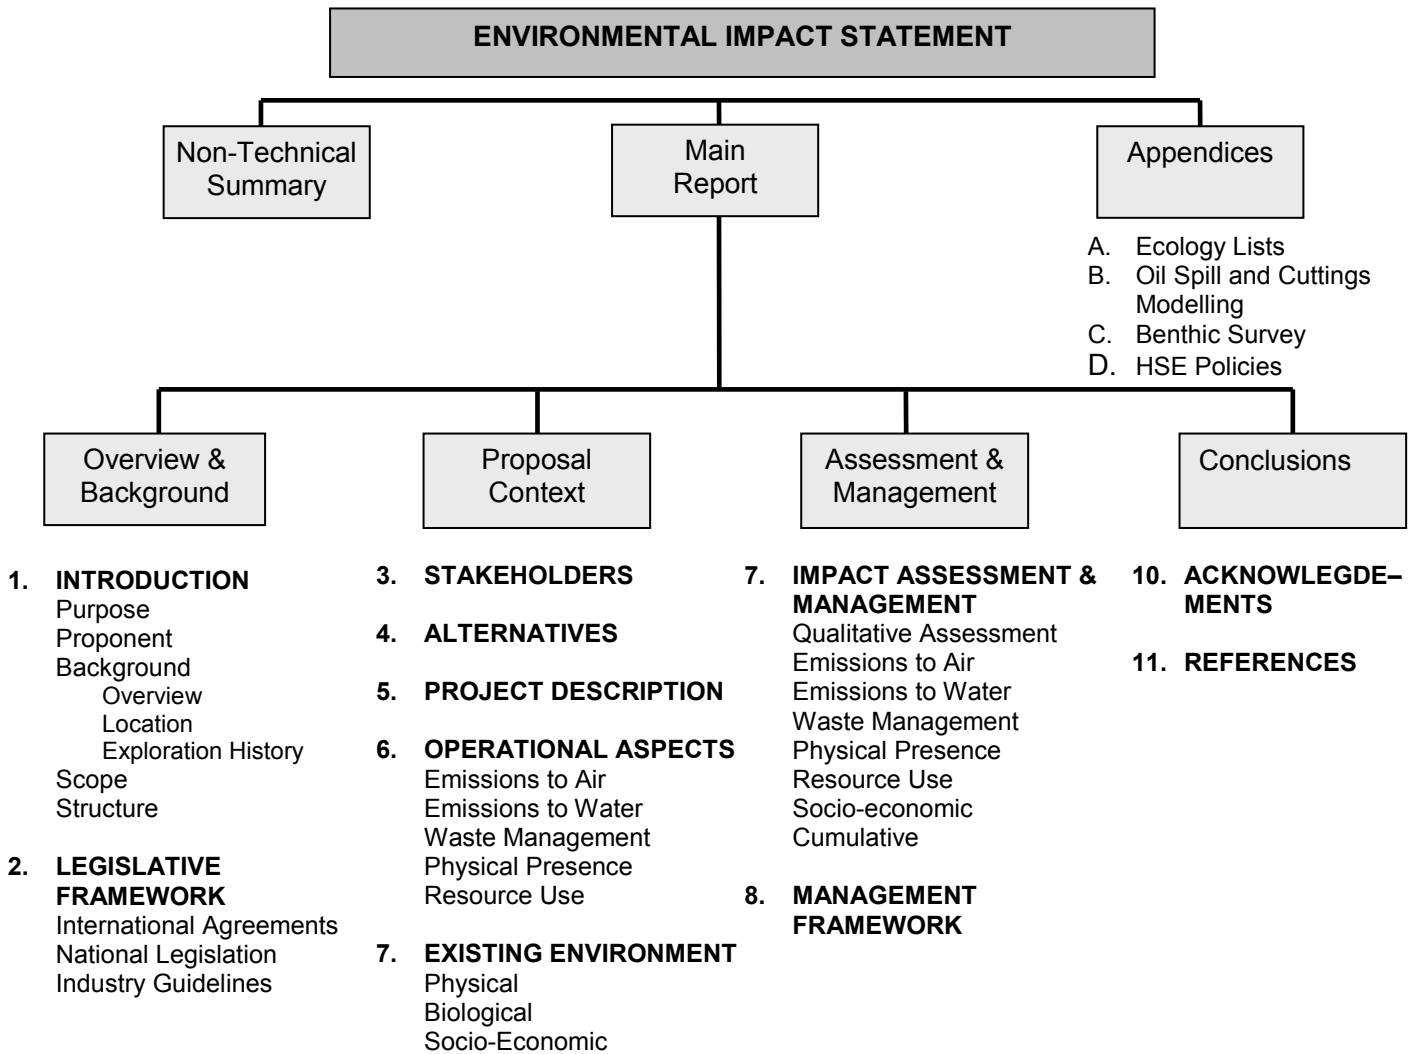 ENVIRONMENTAL IMPACT STATEMENT
Non-Technical
Summary
Main
Report
Appendices
A. Ecology Lists
B. Oil Spill and Cuttings
Modelling
C. Benthic Survey
D. HSE Policies
Overview &
Background
Proposal
Context
Assessment &
Management
Conclusions
1. INTRODUCTION
Purpose
Proponent
Background
Overview
Location
Exploration History
Scope
Structure
2. LEGISLATIVE
FRAMEWORK
International Agreements
National Legislation
Industry Guidelines
3. STAKEHOLDERS
4. ALTERNATIVES
5. PROJECT DESCRIPTION
6. OPERATIONAL ASPECTS
Emissions to Air
Emissions to Water
Waste Management
Physical Presence
Resource Use
7. EXISTING ENVIRONMENT
Physical
Biological
Socio-Economic
7. IMPACT ASSESSMENT &
MANAGEMENT
Qualitative Assessment
Emissions to Air
Emissions to Water
Waste Management
Physical Presence
Resource Use
Socio-economic
Cumulative
8. MANAGEMENT
FRAMEWORK
10. ACKNOWLEGDE–
MENTS
11. REFERENCES